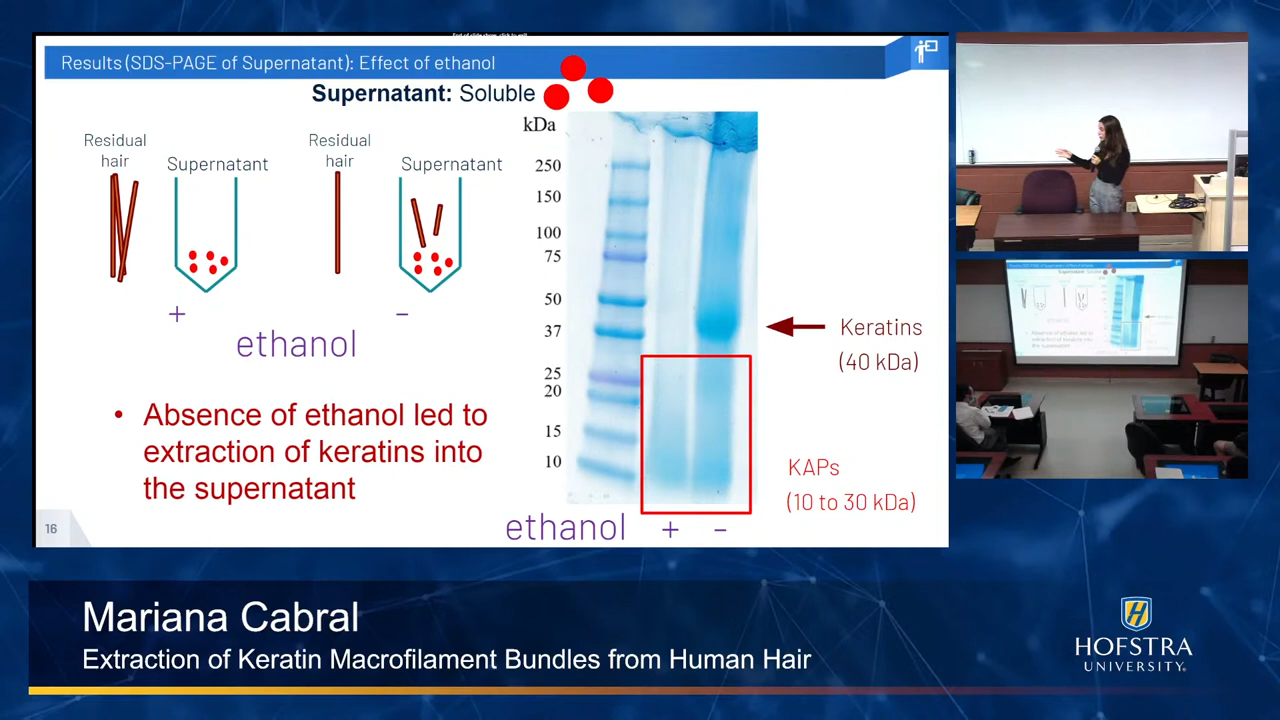 Results (SDS-PAGE of Supernatant): Effect of ethanol
Supernatant: Soluble
kDa
Residual
hair
Supernatant
Residual
hair
Supernatant
250
150
100
75
50
37
25
20
15
10
+
-
ethanol
Keratins
(40 kDa)
KAPs
(10 to 30 kDa)
• Absence of ethanol led to
extraction of keratins into
the supernatant
16
ethanol + -
Mariana Cabral
Extraction of Keratin Macrofilament Bundles from Human Hair
H
HOFSTRA
UNIVERSITY®